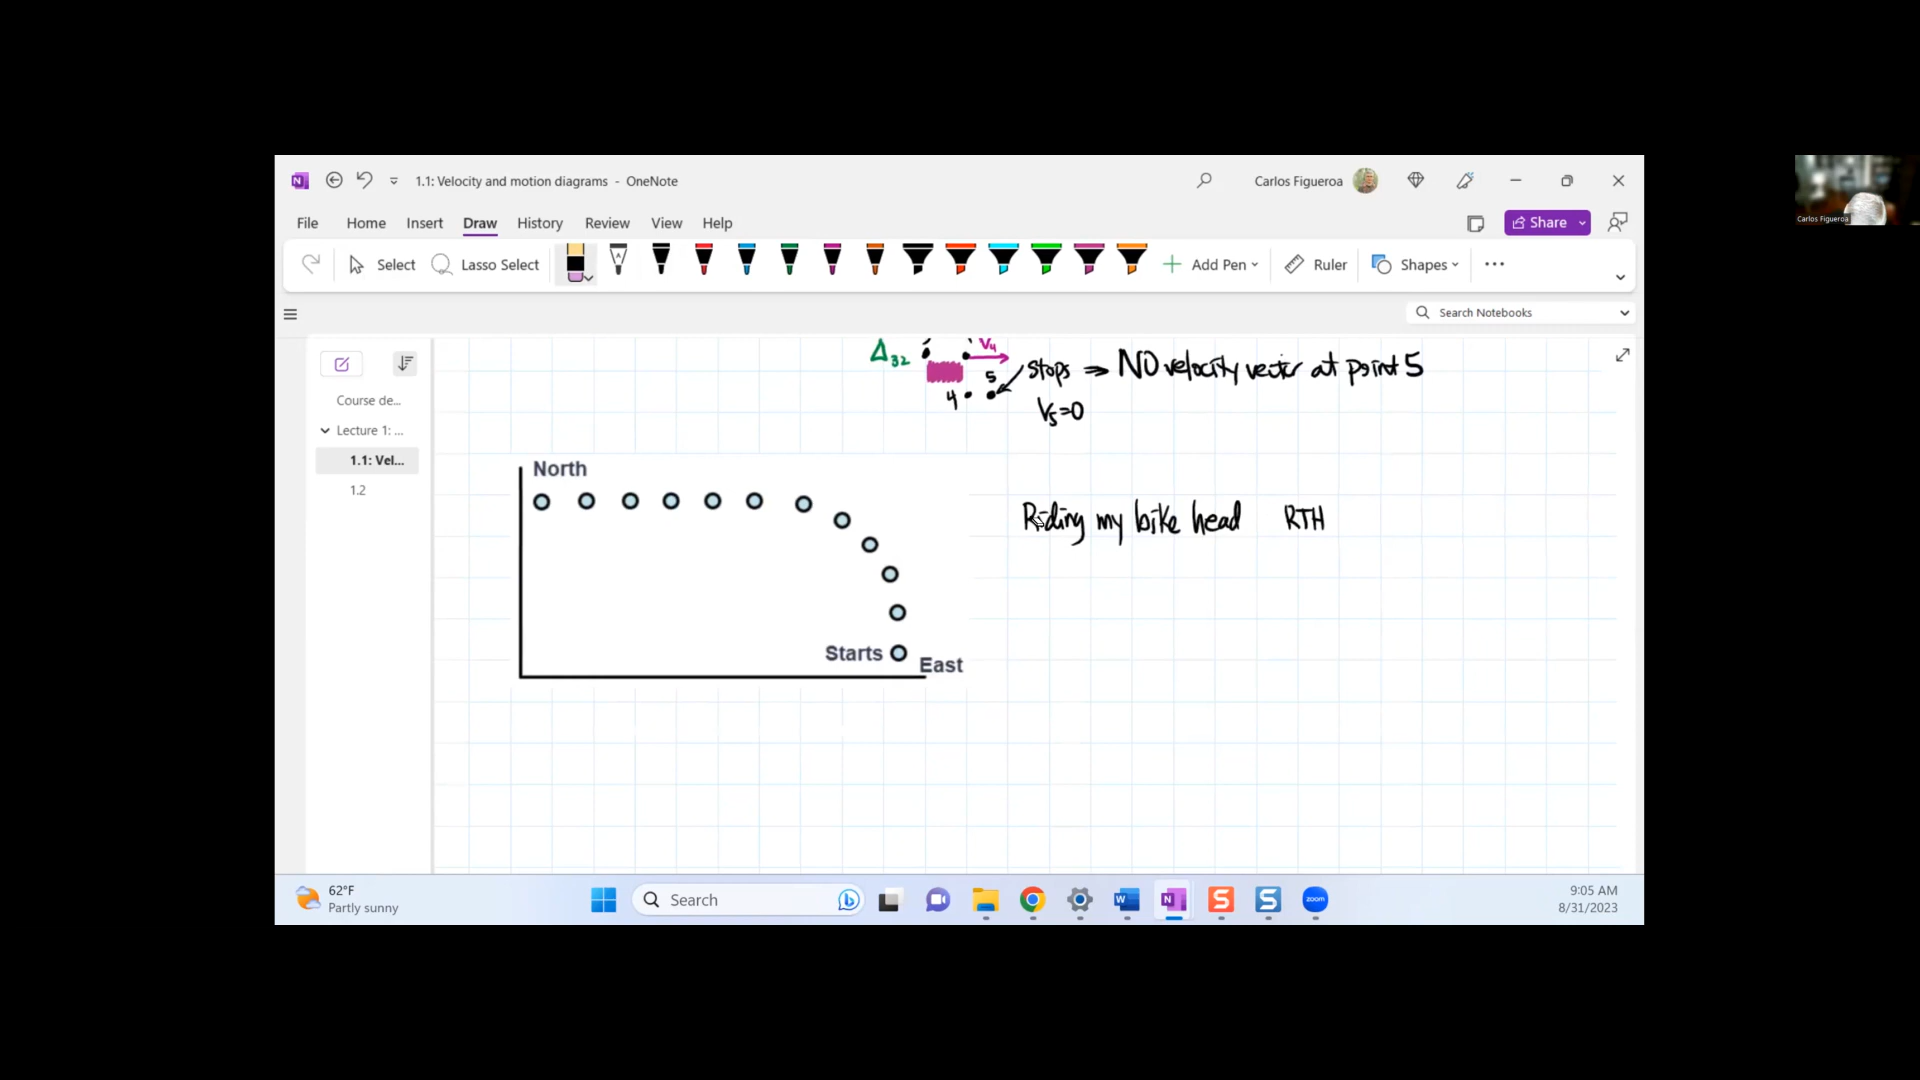 1.1: Velocity and motion diagrams - OneNote
Carlos Figueroa
File Home Insert Draw History Review View Help
Share
Select Lasso Select Add Pen Ruler Shapes
Search Notebooks
Course de...
Lecture 1: ...
1.1: Vel...
1.2
Δ32 V4
5 stops ⇒ NO velocity vector at point 5
4
V5=0
North
Riding my bike head RTH
Starts
East
62°F
Partly sunny
Search
zoom
9:05 AM
8/31/2023
Carlos Figueroa